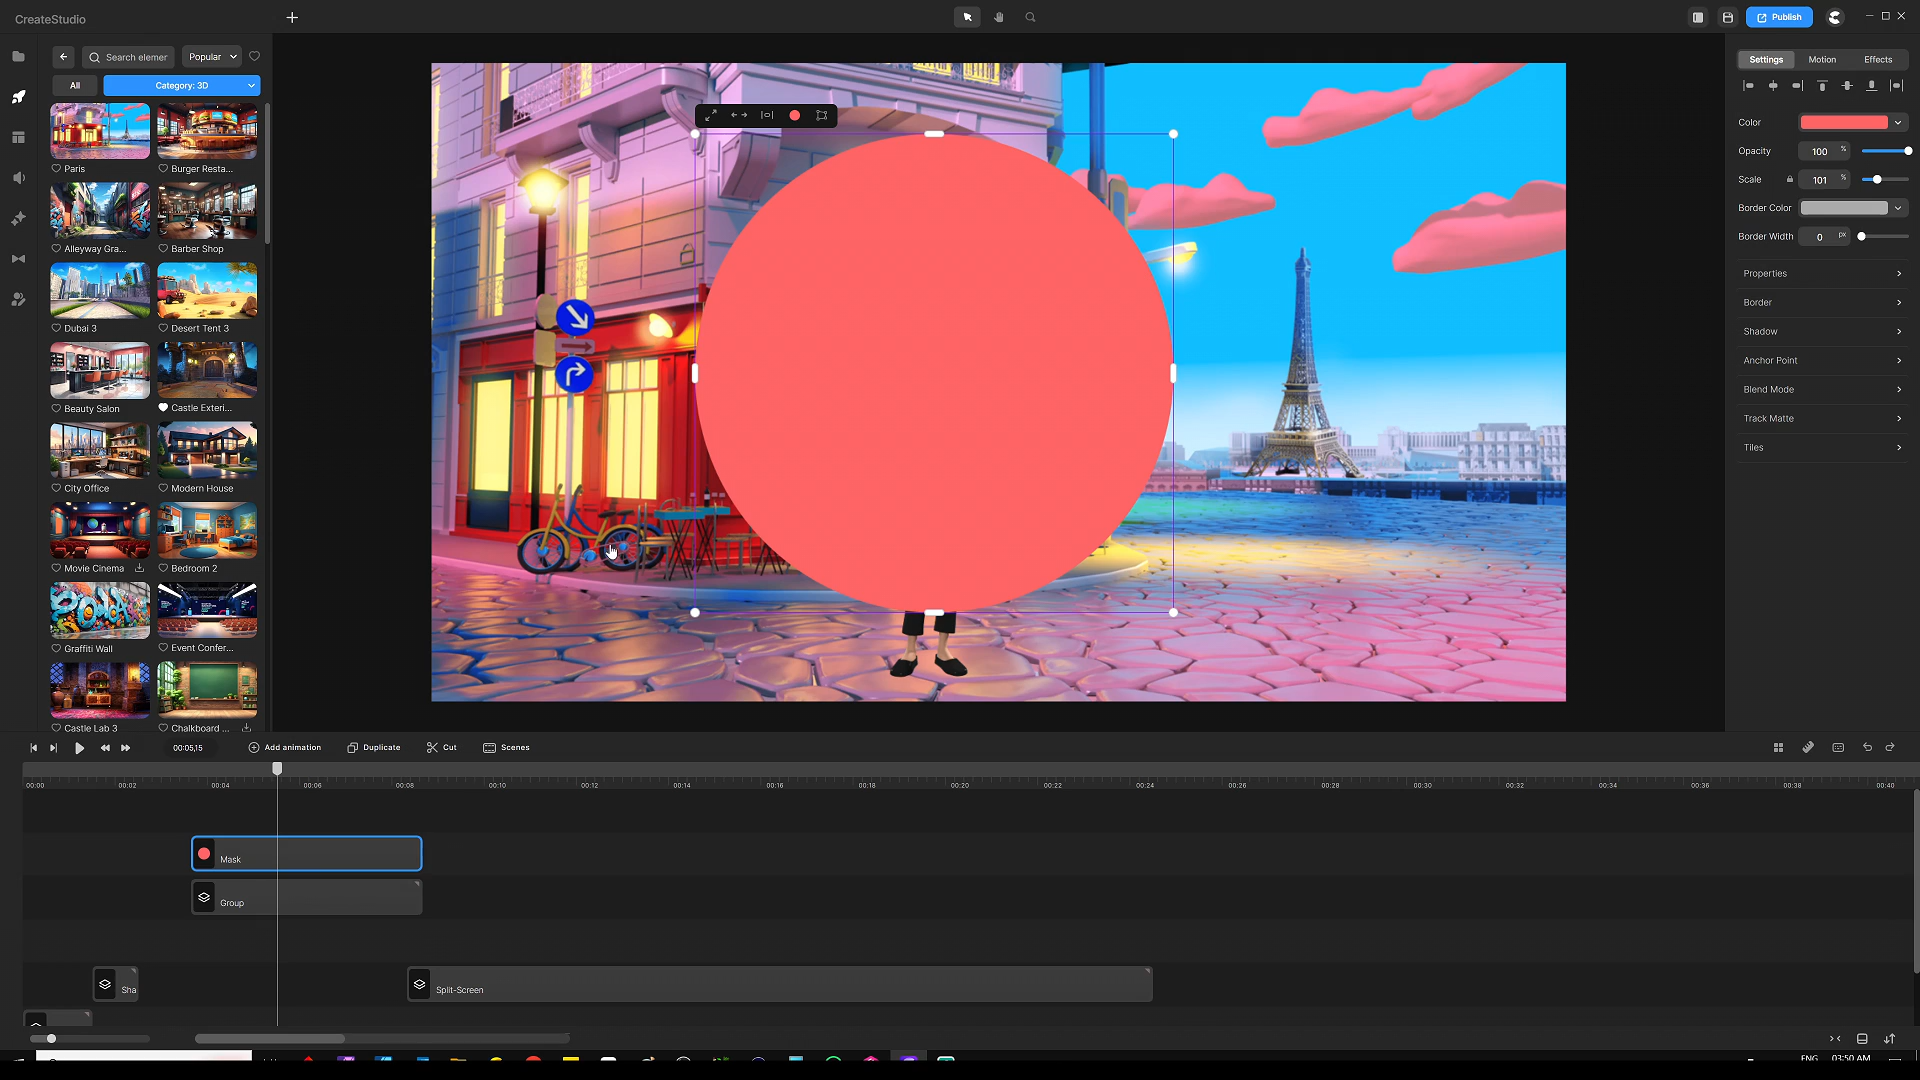 CreateStudio
Publish
Search elemer
Popular
All
Category: 3D
Paris
Burger Resta...
Alleyway Gra...
Barber Shop
Dubai 3
Desert Tent 3
Beauty Salon
Castle Exteri...
City Office
Modern House
Movie Cinema
Bedroom 2
Graffiti Wall
Event Confer...
Castle Lab 3
Chalkboard ...
Settings
Motion
Effects
Color
Opacity
100
%
Scale
101
%
Border Color
Border Width
0
px
Properties
Border
Shadow
Anchor Point
Blend Mode
Track Matte
Tiles
00:05,15
Add animation
Duplicate
Cut
Scenes
00:00
00:02
00:04
00:06
00:08
00:10
00:12
00:14
00:16
00:18
00:20
00:22
00:24
00:26
00:28
00:30
00:32
00:34
00:36
00:38
00:40
Mask
Group
Sha
Split-Screen
ENG
03:50 AM